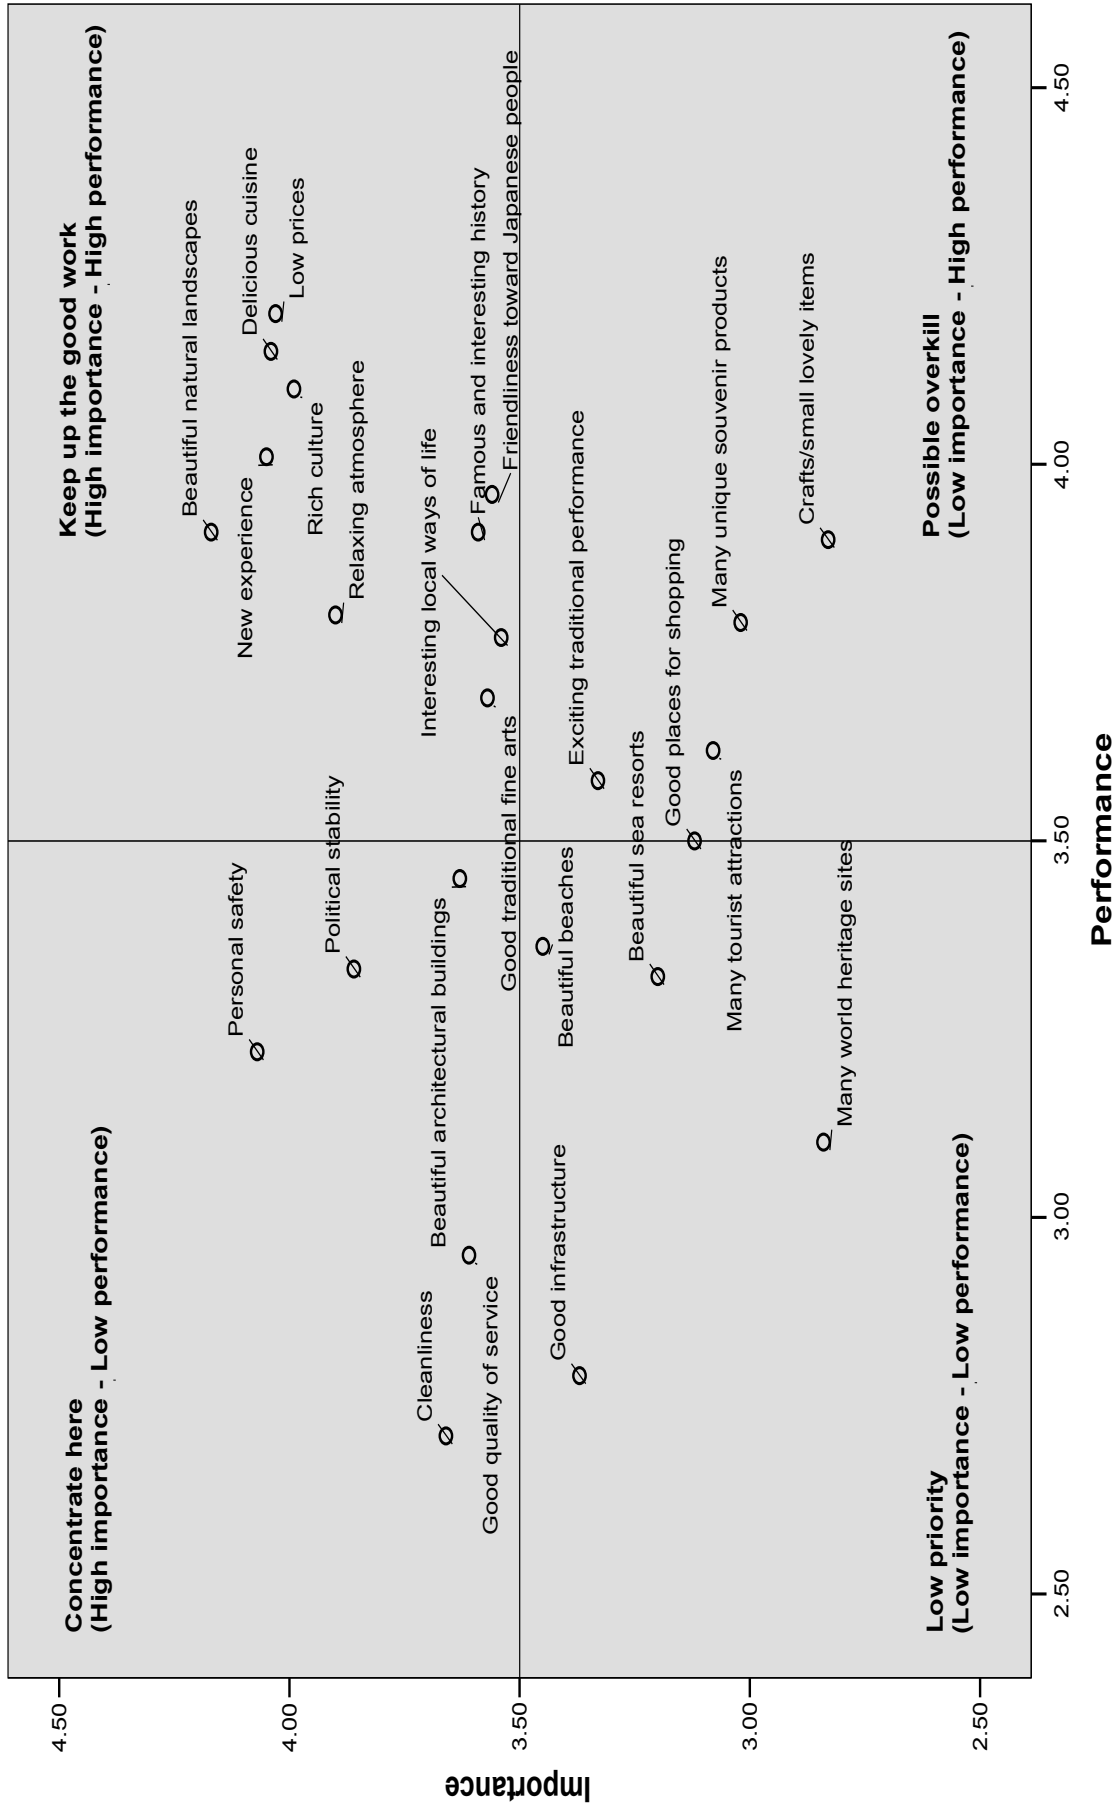 Concentrate here
(High importance - Low performance)
Keep up the good work
(High importance - High performance)
Beautiful natural landscapes
Delicious cuisine
Low prices
New experience
Rich culture
Relaxing atmosphere
Personal safety
Political stability
Interesting local ways of life
Famous and interesting history
Friendliness toward Japanese people
Cleanliness
Beautiful architectural buildings
Good quality of service
Good traditional fine arts
Good infrastructure
Beautiful beaches
Exciting traditional performance
Beautiful sea resorts
Good places for shopping
Many unique souvenir products
Many tourist attractions
Crafts/small lovely items
Many world heritage sites
Low priority
(Low importance - Low performance)
Possible overkill
(Low importance - High performance)
Importance
4.50
4.00
3.50
3.00
2.50
2.50
3.00
3.50
4.00
4.50
Performance